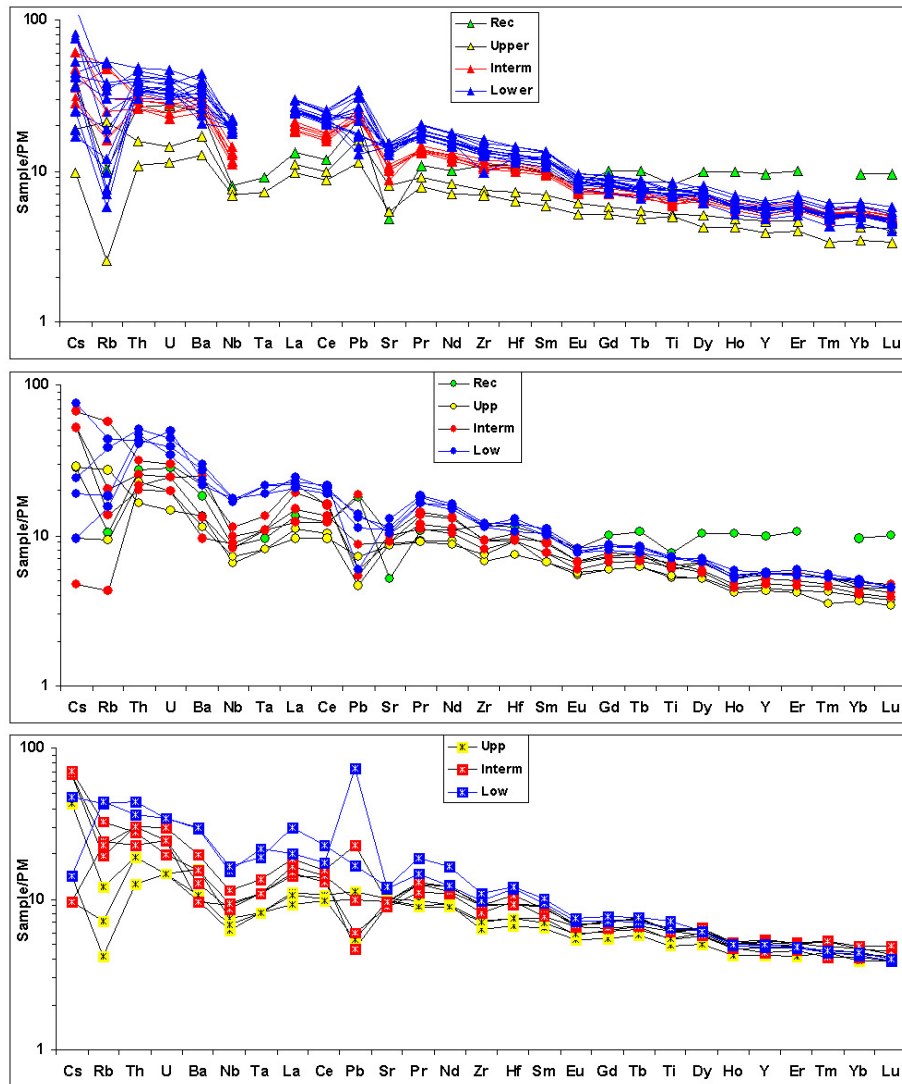 100
10
1
Sample/PM
Rec
Upper
Interm
Lower
Cs Rb Th U Ba Nb Ta La Ce Pb Sr Pr Nd Zr Hf Sm Eu Gd Tb Ti Dy Ho Y Er Tm Yb Lu
100
10
1
Sample/PM
Rec
Upp
Interm
Low
Cs Rb Th U Ba Nb Ta La Ce Pb Sr Pr Nd Zr Hf Sm Eu Gd Tb Ti Dy Ho Y Er Tm Yb Lu
100
10
1
Sample/PM
Upp
Interm
Low
Cs Rb Th U Ba Nb Ta La Ce Pb Sr Pr Nd Zr Hf Sm Eu Gd Tb Ti Dy Ho Y Er Tm Yb Lu